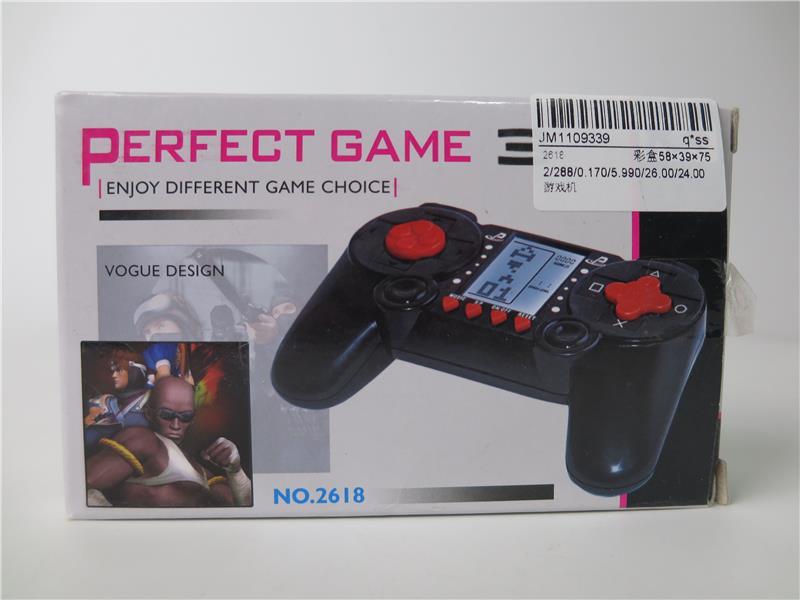 PERFECT GAME 3
ENJOY DIFFERENT GAME CHOICE
VOGUE DESIGN
NO.2618
JM1109339 q*ss
2618 彩盒58×39×75
2/288/0.170/5.990/26.00/24.00
游戏机